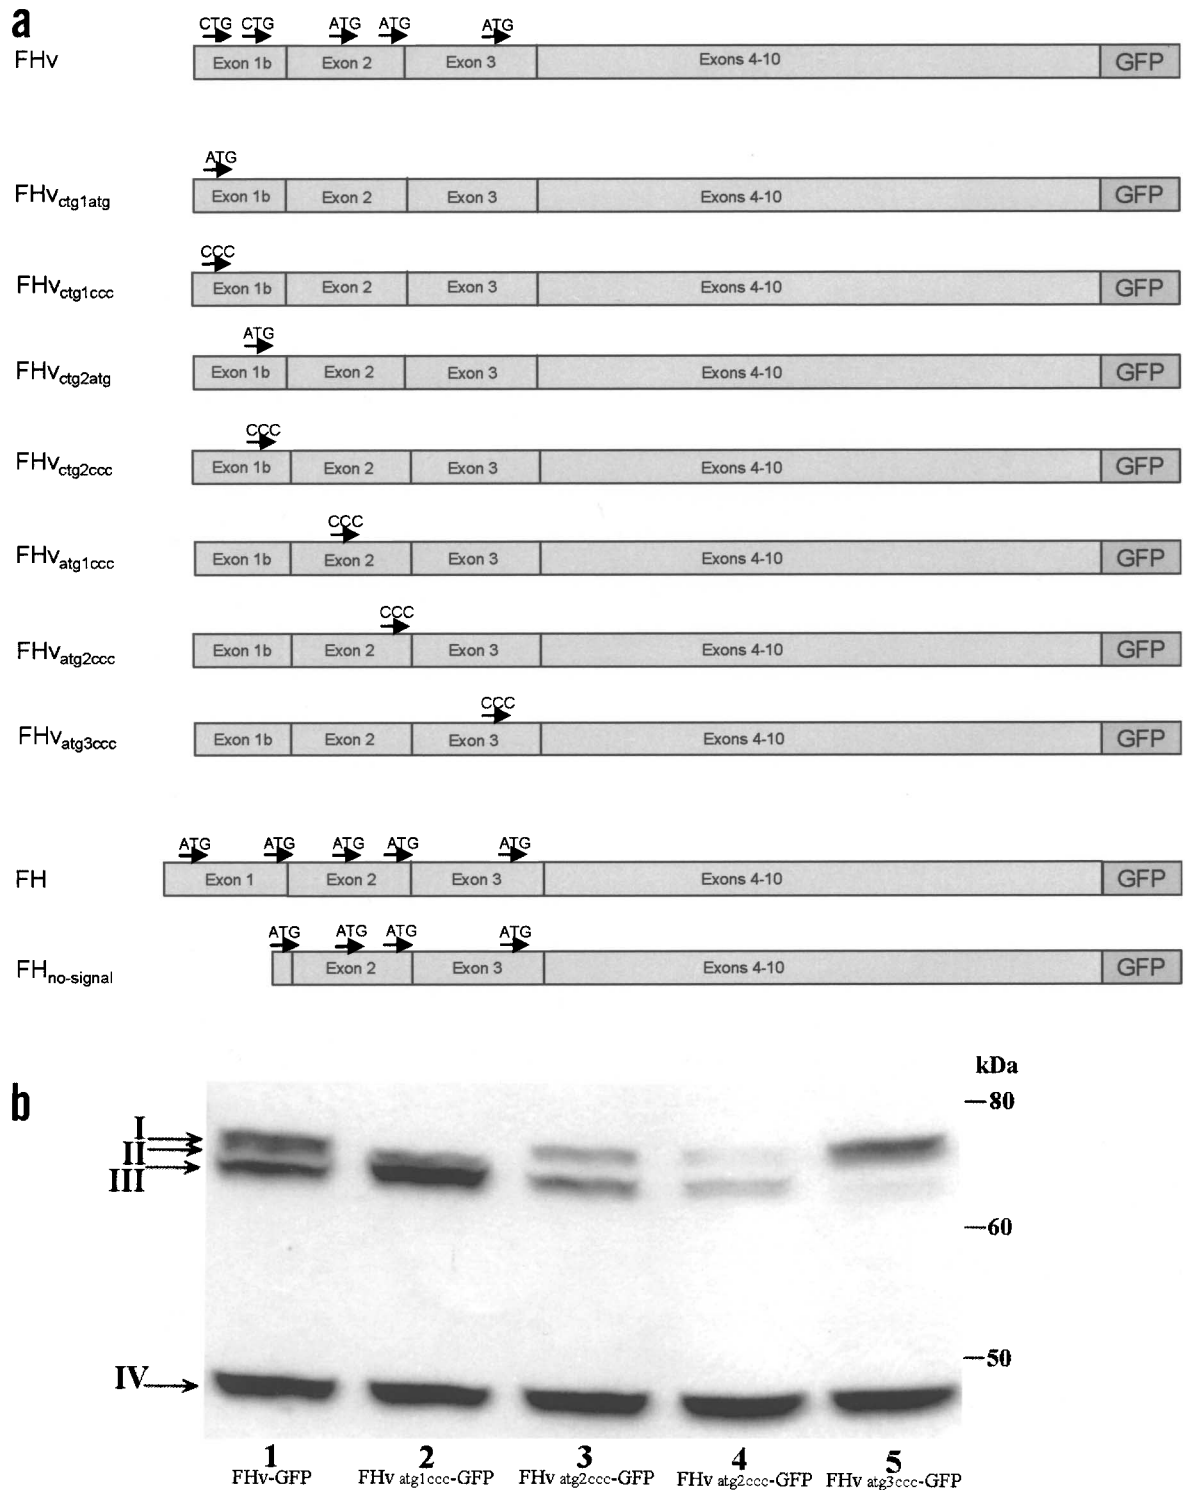 a
CTG CTG ATG ATG ATG
FHv Exon 1b Exon 2 Exon 3 Exons 4-10 GFP
ATG
FHvctg1atg Exon 1b Exon 2 Exon 3 Exons 4-10 GFP
CCC
FHvctg1ccc Exon 1b Exon 2 Exon 3 Exons 4-10 GFP
ATG
FHvctg2atg Exon 1b Exon 2 Exon 3 Exons 4-10 GFP
CCC
FHvctg2ccc Exon 1b Exon 2 Exon 3 Exons 4-10 GFP
CCC
FHvatg1ccc Exon 1b Exon 2 Exon 3 Exons 4-10 GFP
CCC
FHvatg2ccc Exon 1b Exon 2 Exon 3 Exons 4-10 GFP
CCC
FHvatg3ccc Exon 1b Exon 2 Exon 3 Exons 4-10 GFP
ATG ATG ATG ATG ATG
FH Exon 1 Exon 2 Exon 3 Exons 4-10 GFP
ATG ATG ATG ATG
FHno-signal Exon 2 Exon 3 Exons 4-10 GFP
b
kDa
80
I
II
III
60
50
IV
1 2 3 4 5
FHv-GFP FHv atg1ccc-GFP FHv atg2ccc-GFP FHv atg2ccc-GFP FHv atg3ccc-GFP